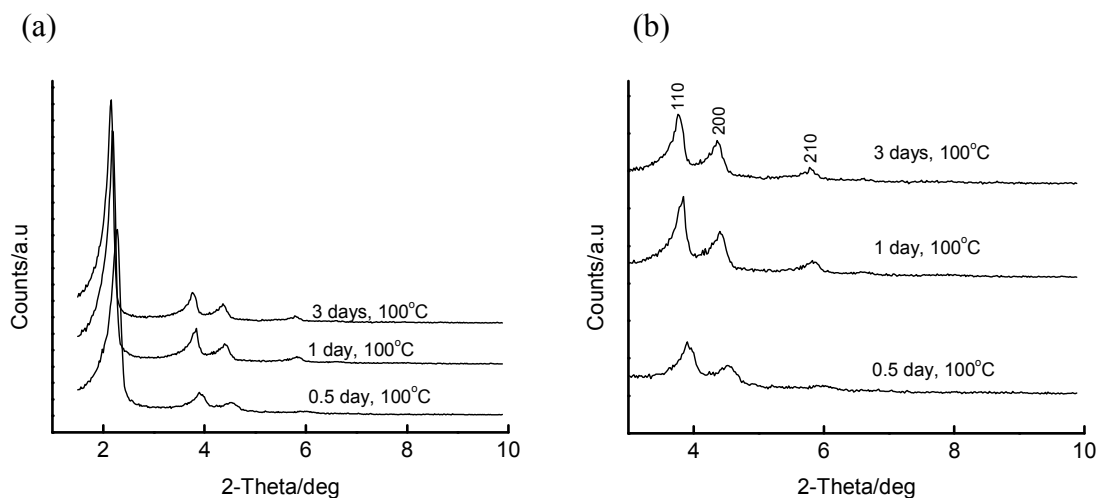 (a)
Counts/a.u
3 days, 100°C
1 day, 100°C
0.5 day, 100°C
2 4 6 8 10
2-Theta/deg
(b)
Counts/a.u
110
200
210
3 days, 100°C
1 day, 100°C
0.5 day, 100°C
4 6 8 10
2-Theta/deg